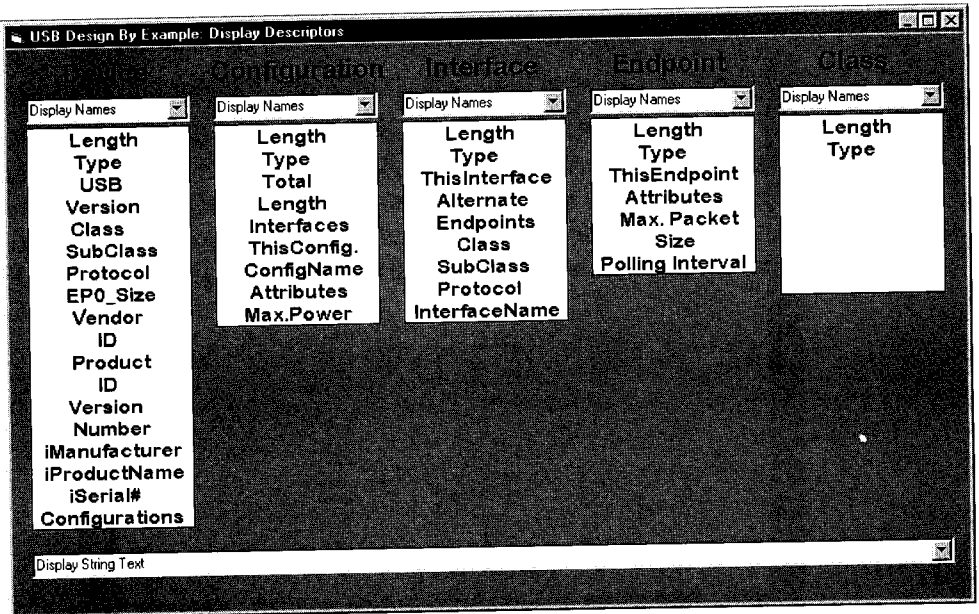 USB Design By Example: Display Descriptors
Device
Configuration
Interface
Endpoint
Class
Display Names
Display Names
Display Names
Display Names
Display Names
Length
Type
USB
Version
Class
SubClass
Protocol
EP0_Size
Vendor
ID
Product
ID
Version
Number
iManufacturer
iProductName
iSerial#
Configurations
Length
Type
Total
Length
Interfaces
ThisConfig.
ConfigName
Attributes
Max.Power
Length
Type
ThisInterface
Alternate
Endpoints
Class
SubClass
Protocol
InterfaceName
Length
Type
ThisEndpoint
Attributes
Max. Packet
Size
Polling Interval
Length
Type
Display String Text